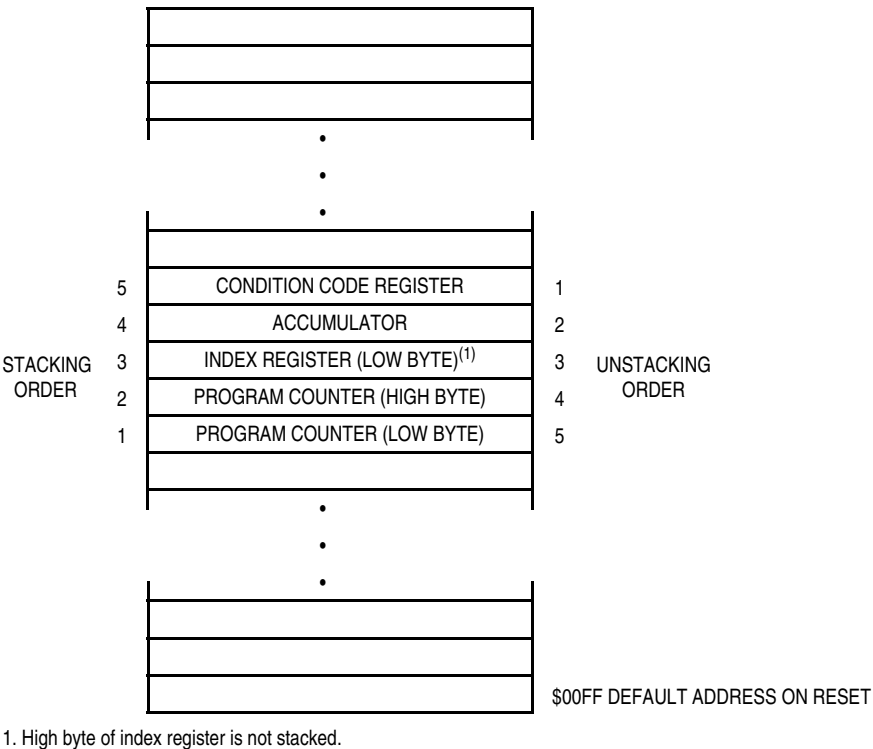 5 CONDITION CODE REGISTER 1
4 ACCUMULATOR 2
STACKING ORDER 3 INDEX REGISTER (LOW BYTE)(1) 3 UNSTACKING ORDER
2 PROGRAM COUNTER (HIGH BYTE) 4
1 PROGRAM COUNTER (LOW BYTE) 5
$00FF DEFAULT ADDRESS ON RESET
1. High byte of index register is not stacked.